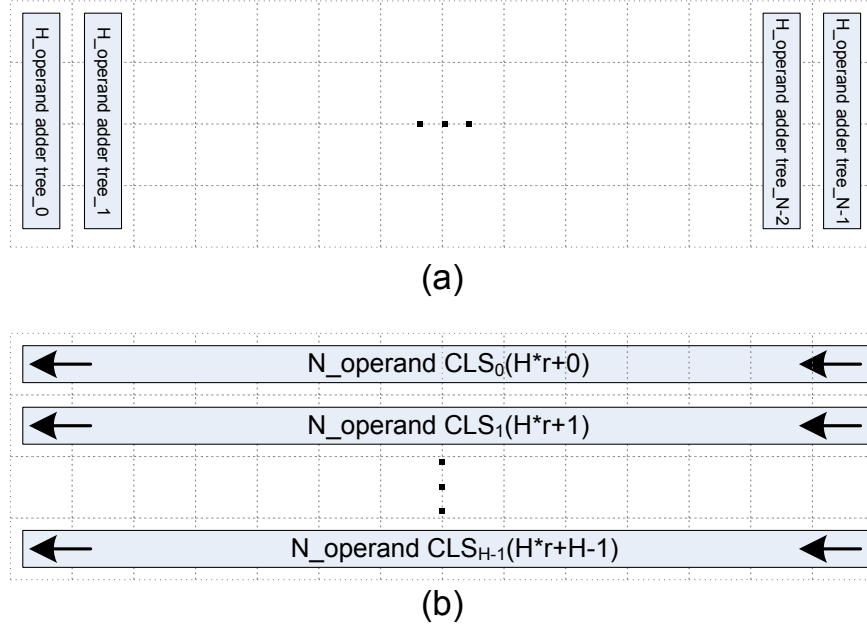 H_operand adder tree_0
H_operand adder tree_1
H_operand adder tree_N-2
H_operand adder tree_N-1
(a)
N_operand CLS₀(H*r+0)
N_operand CLS₁(H*r+1)
N_operand CLS_H-1(H*r+H-1)
(b)